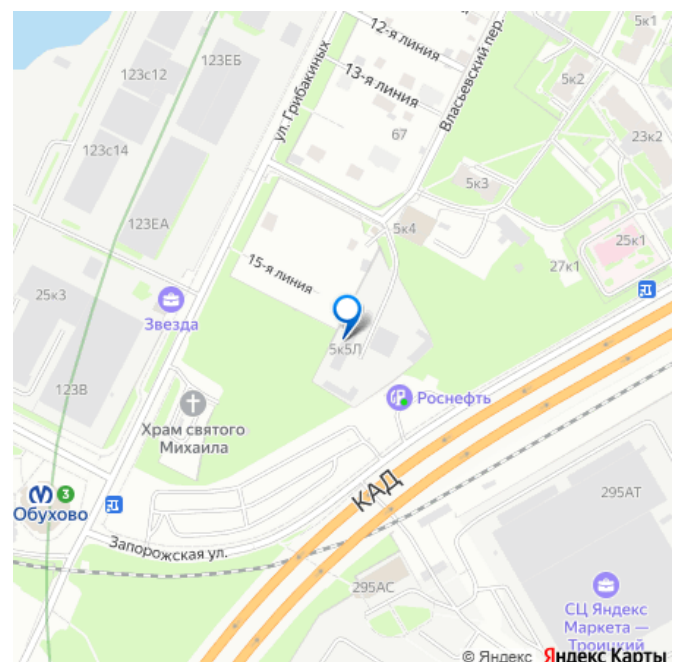 12-я линия
5к1
123ЕБ
123с12
13-я линия
5к2
ул. Грибакиных
Власьевский пер.
67
23к2
123с14
5к3
123ЕА
5к4
25к1
15-я линия
27к1
25к3
Звезда
5к5Л
123В
Роснефть
Храм святого
Михаила
КАД
295АТ
3
Обухово
Запорожская ул.
295АС
СЦ Яндекс
Маркета —
Троицкий
© Яндекс Яндекс Карты